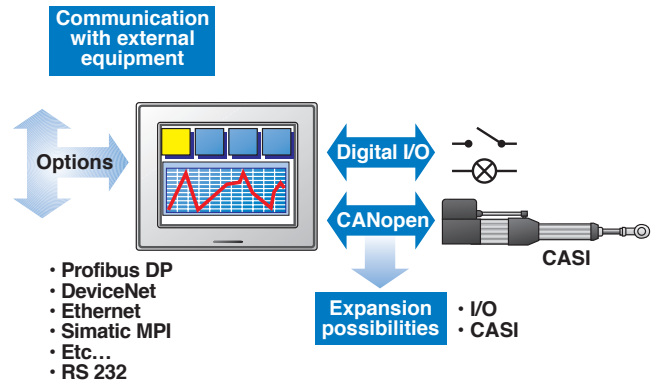 Communication
with external
equipment
Options
Digital I/O
CANopen
CASI
• Profibus DP
• DeviceNet
• Ethernet
• Simatic MPI
• Etc...
• RS 232
Expansion
possibilities
• I/O
• CASI